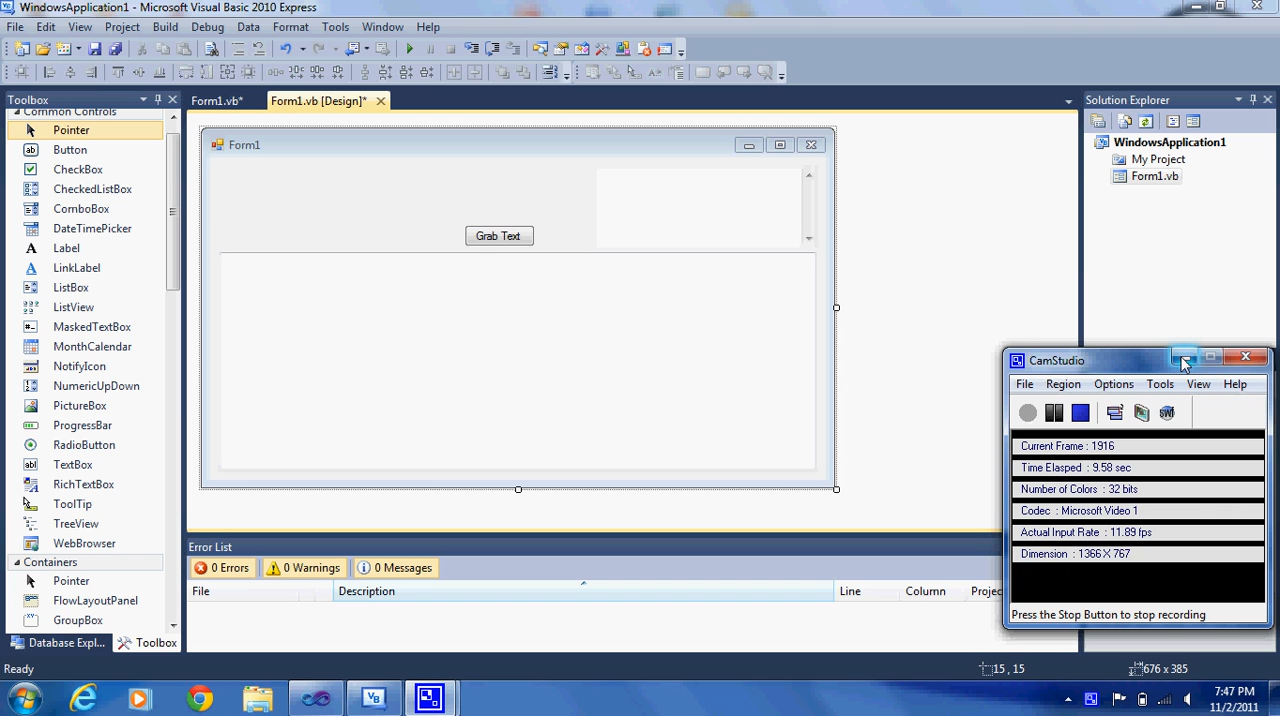 WindowsApplication1 - Microsoft Visual Basic 2010 Express
File Edit View Project Build Debug Data Format Tools Window Help
Toolbox
Form1.vb*
Form1.vb [Design]*
Solution Explorer
Common Controls
Pointer
Button
CheckBox
CheckedListBox
ComboBox
DateTimePicker
Label
LinkLabel
ListBox
ListView
MaskedTextBox
MonthCalendar
NotifyIcon
NumericUpDown
PictureBox
ProgressBar
RadioButton
TextBox
RichTextBox
ToolTip
TreeView
WebBrowser
Containers
Pointer
FlowLayoutPanel
GroupBox
Database Expl...
Toolbox
Form1
Grab Text
WindowsApplication1
My Project
Form1.vb
CamStudio
File Region Options Tools View Help
Current Frame : 1916
Time Elasped : 9.58 sec
Number of Colors : 32 bits
Codec : Microsoft Video 1
Actual Input Rate : 11.89 fps
Dimension : 1366 X 767
Press the Stop Button to stop recording
Error List
0 Errors 0 Warnings 0 Messages
File Description Line Column Projec
Ready
15 , 15
676 x 385
7:47 PM
11/2/2011